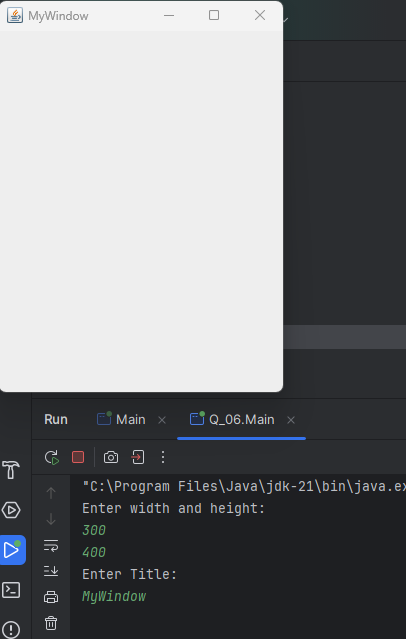 MyWindow
Run
Main
Q_06.Main
"C:\Program Files\Java\jdk-21\bin\java.ex
Enter width and height:
300
400
Enter Title:
MyWindow